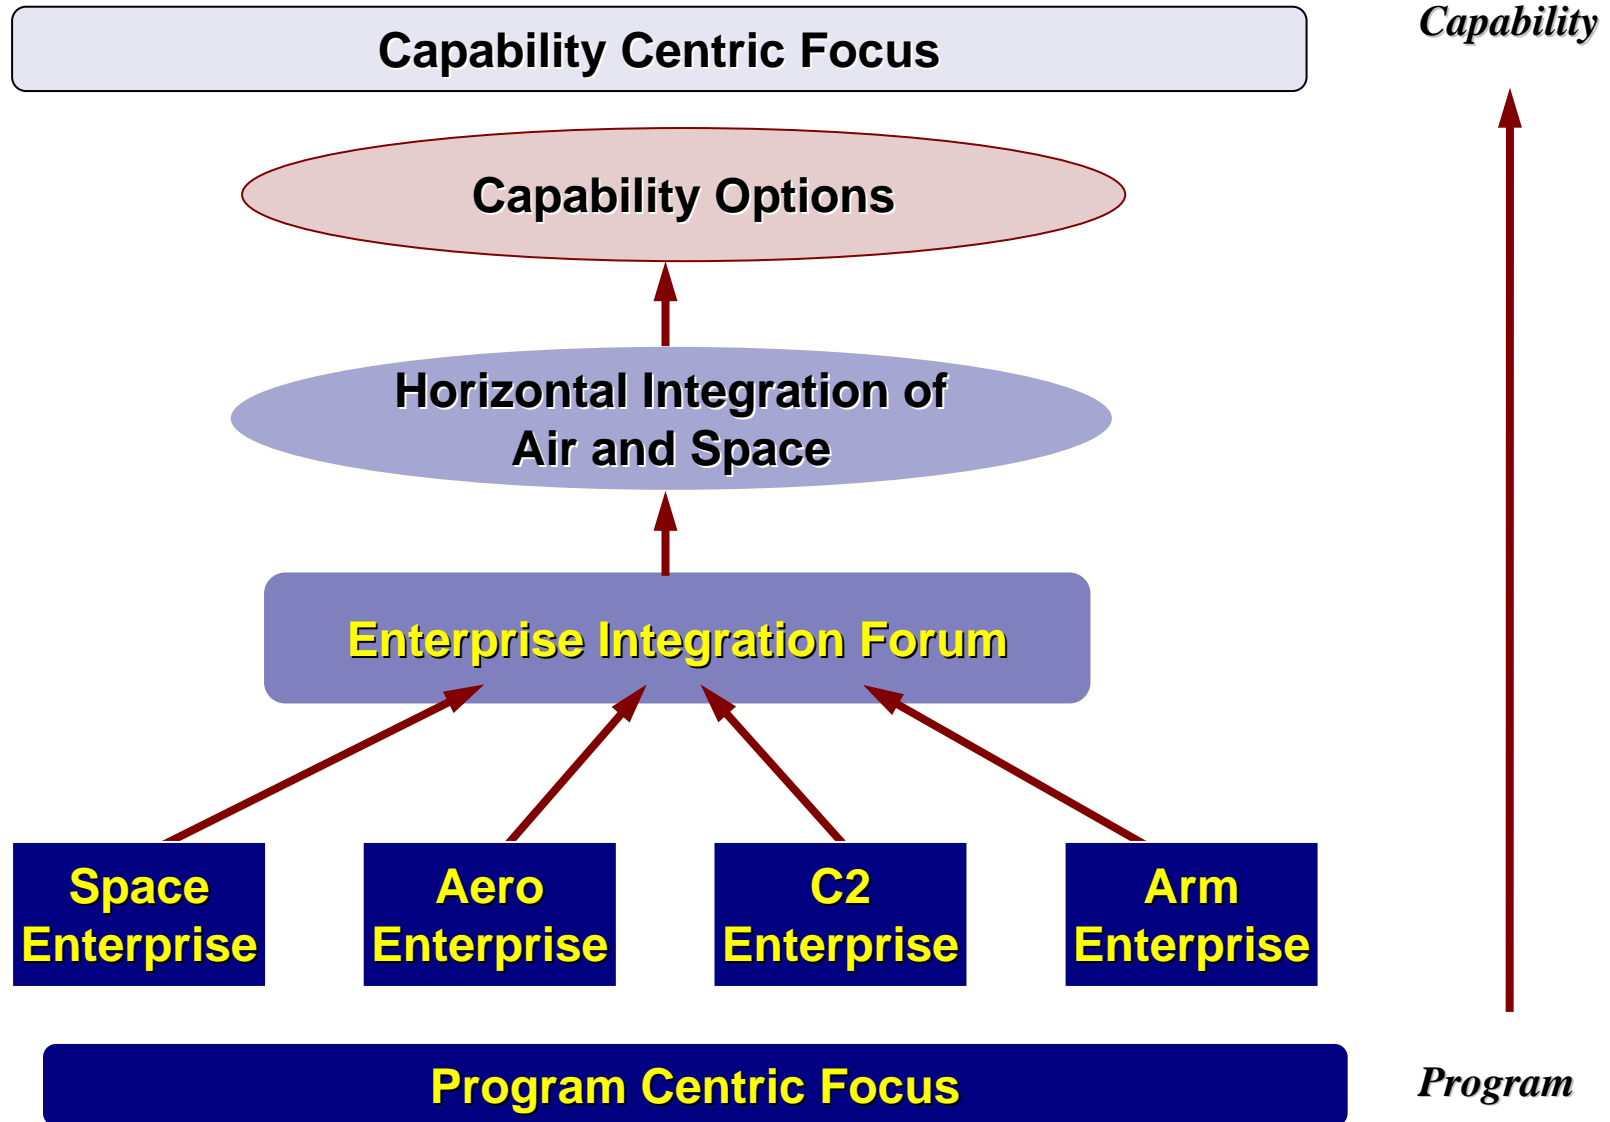 Capability Centric Focus
Capability
Capability Options
Horizontal Integration of
Air and Space
Enterprise Integration Forum
Space
Enterprise
Aero
Enterprise
C2
Enterprise
Arm
Enterprise
Program Centric Focus
Program